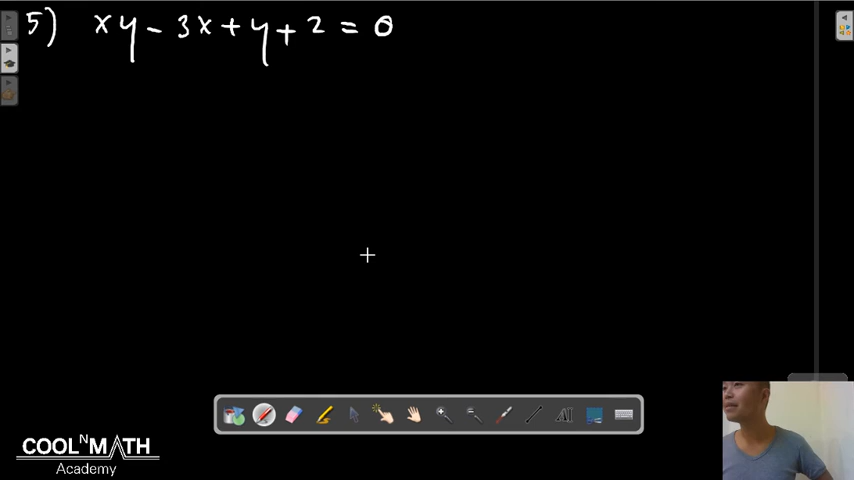 5) xy - 3x + y + 2 = 0
COOL N MATH
Academy